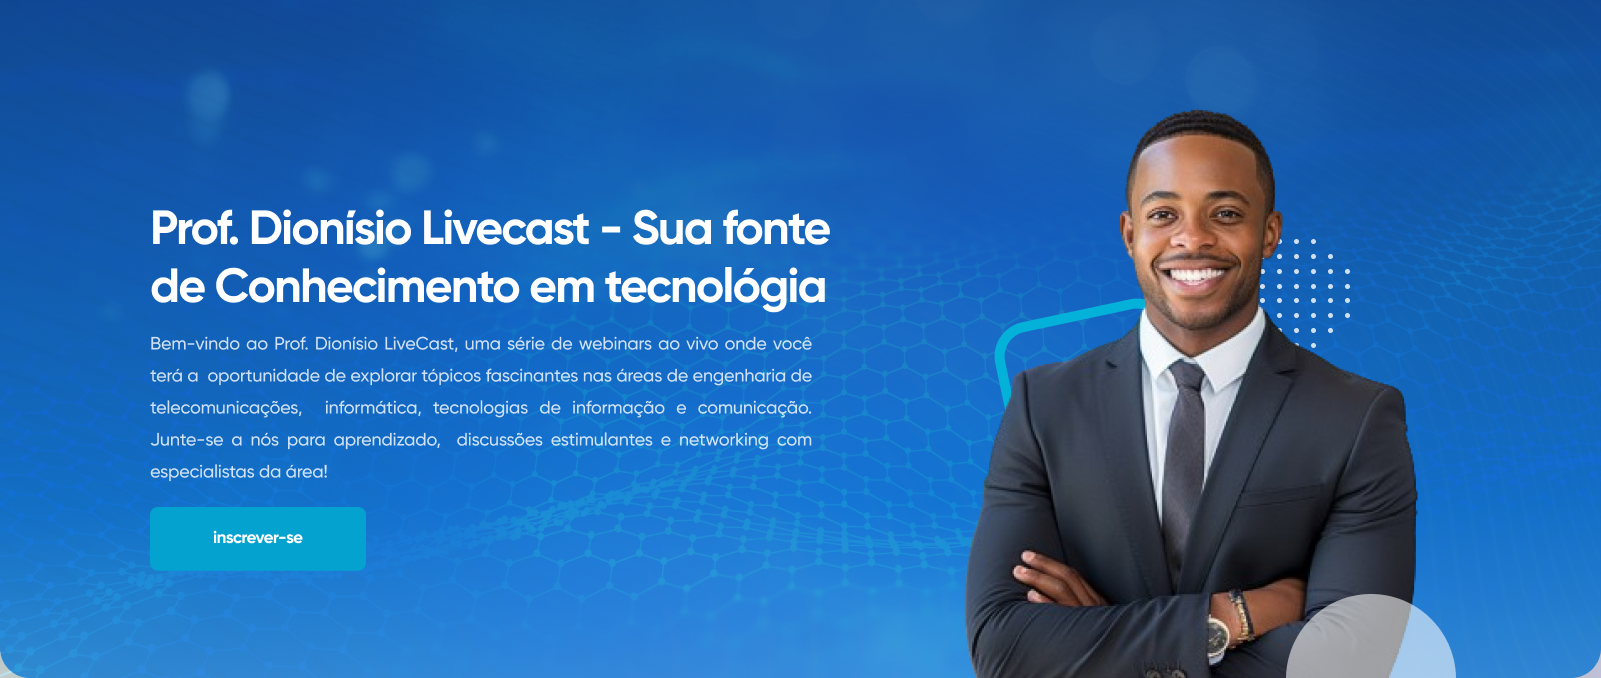 Prof. Dionísio Livecast - Sua fonte
de Conhecimento em tecnológia
Bem-vindo ao Prof. Dionísio LiveCast, uma série de webinars ao vivo onde você
terá a oportunidade de explorar tópicos fascinantes nas áreas de engenharia de
telecomunicações, informática, tecnologias de informação e comunicação.
Junte-se a nós para aprendizado, discussões estimulantes e networking com
especialistas da área!
inscrever-se